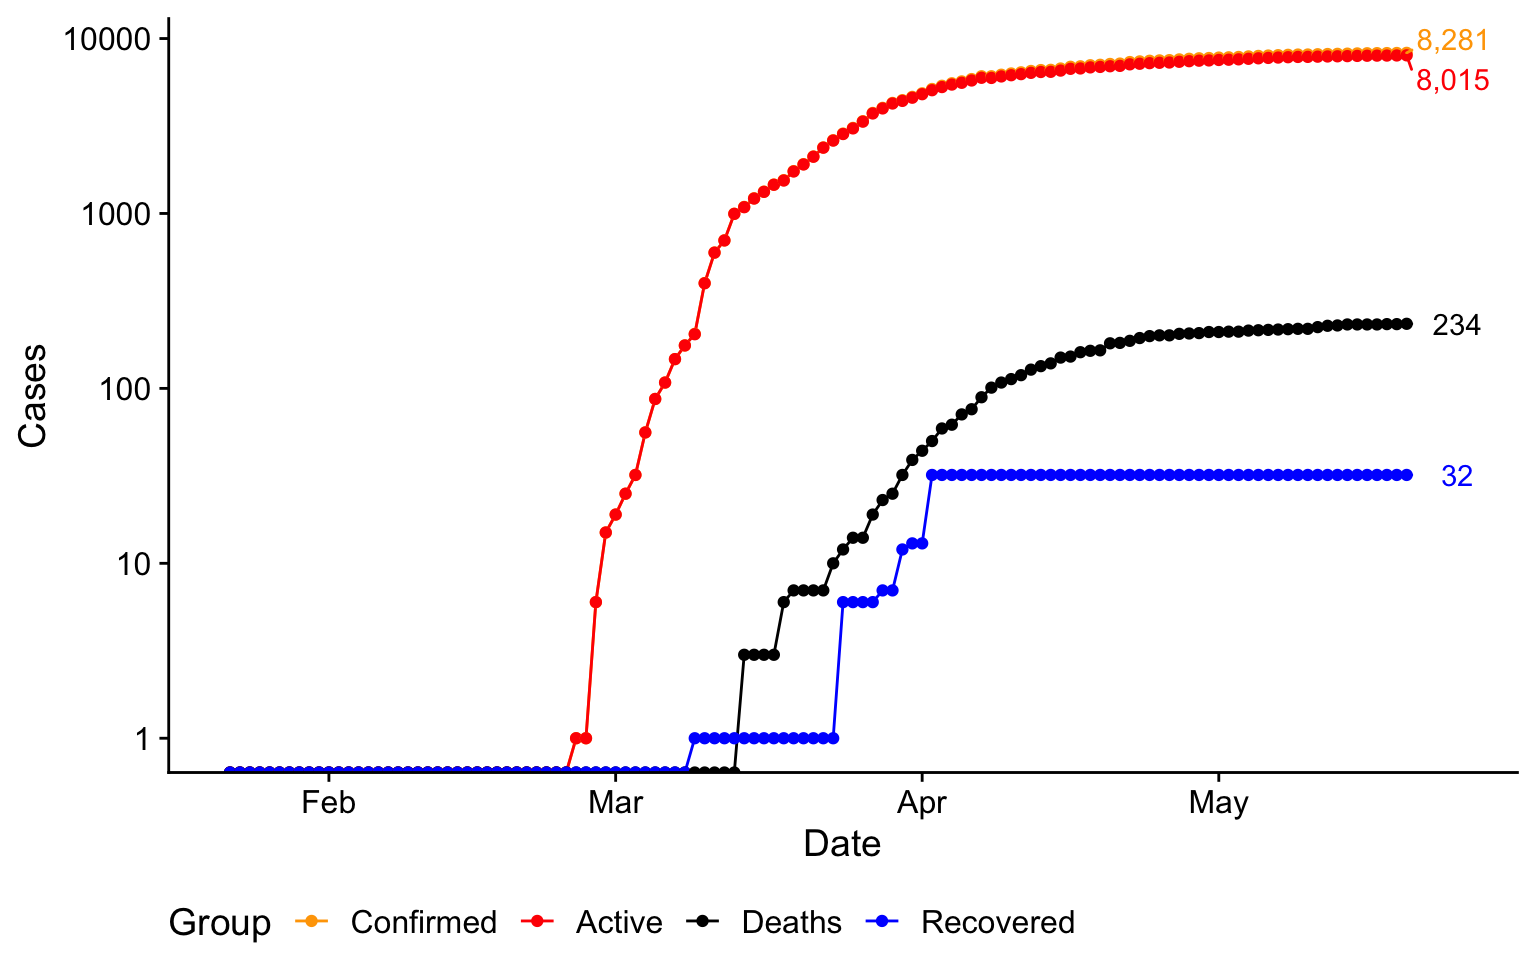 10000
1000
100
10
1
Cases
8,281
8,015
234
32
Feb Mar Apr May
Date
Group Confirmed Active Deaths Recovered